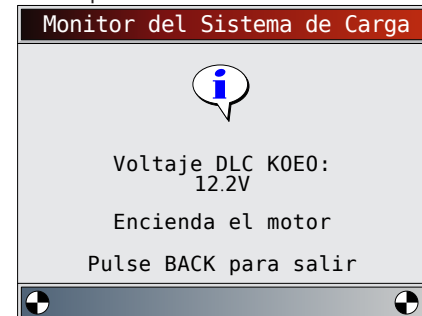 Monitor del Sistema de Carga
Voltaje DLC KOEO:
12.2V
Encienda el motor
Pulse BACK para salir